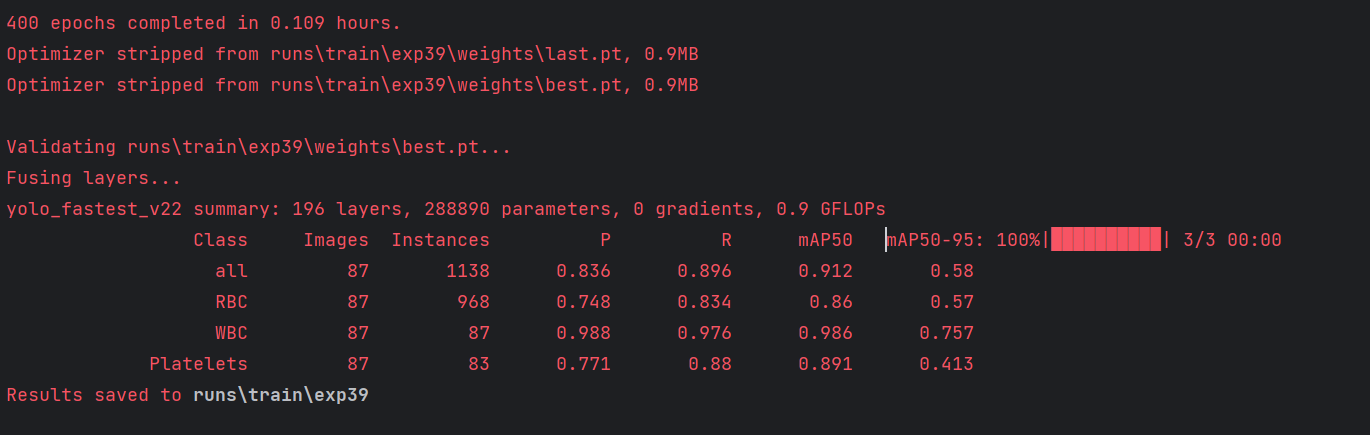 400 epochs completed in 0.109 hours.
Optimizer stripped from runs\train\exp39\weights\last.pt, 0.9MB
Optimizer stripped from runs\train\exp39\weights\best.pt, 0.9MB
Validating runs\train\exp39\weights\best.pt...
Fusing layers...
yolo_fastest_v22 summary: 196 layers, 288890 parameters, 0 gradients, 0.9 GFLOPs
Class Images Instances P R mAP50 mAP50-95: 100%|██████████| 3/3 00:00
all 87 1138 0.836 0.896 0.912 0.58
RBC 87 968 0.748 0.834 0.86 0.57
WBC 87 87 0.988 0.976 0.986 0.757
Platelets 87 83 0.771 0.88 0.891 0.413
Results saved to runs\train\exp39